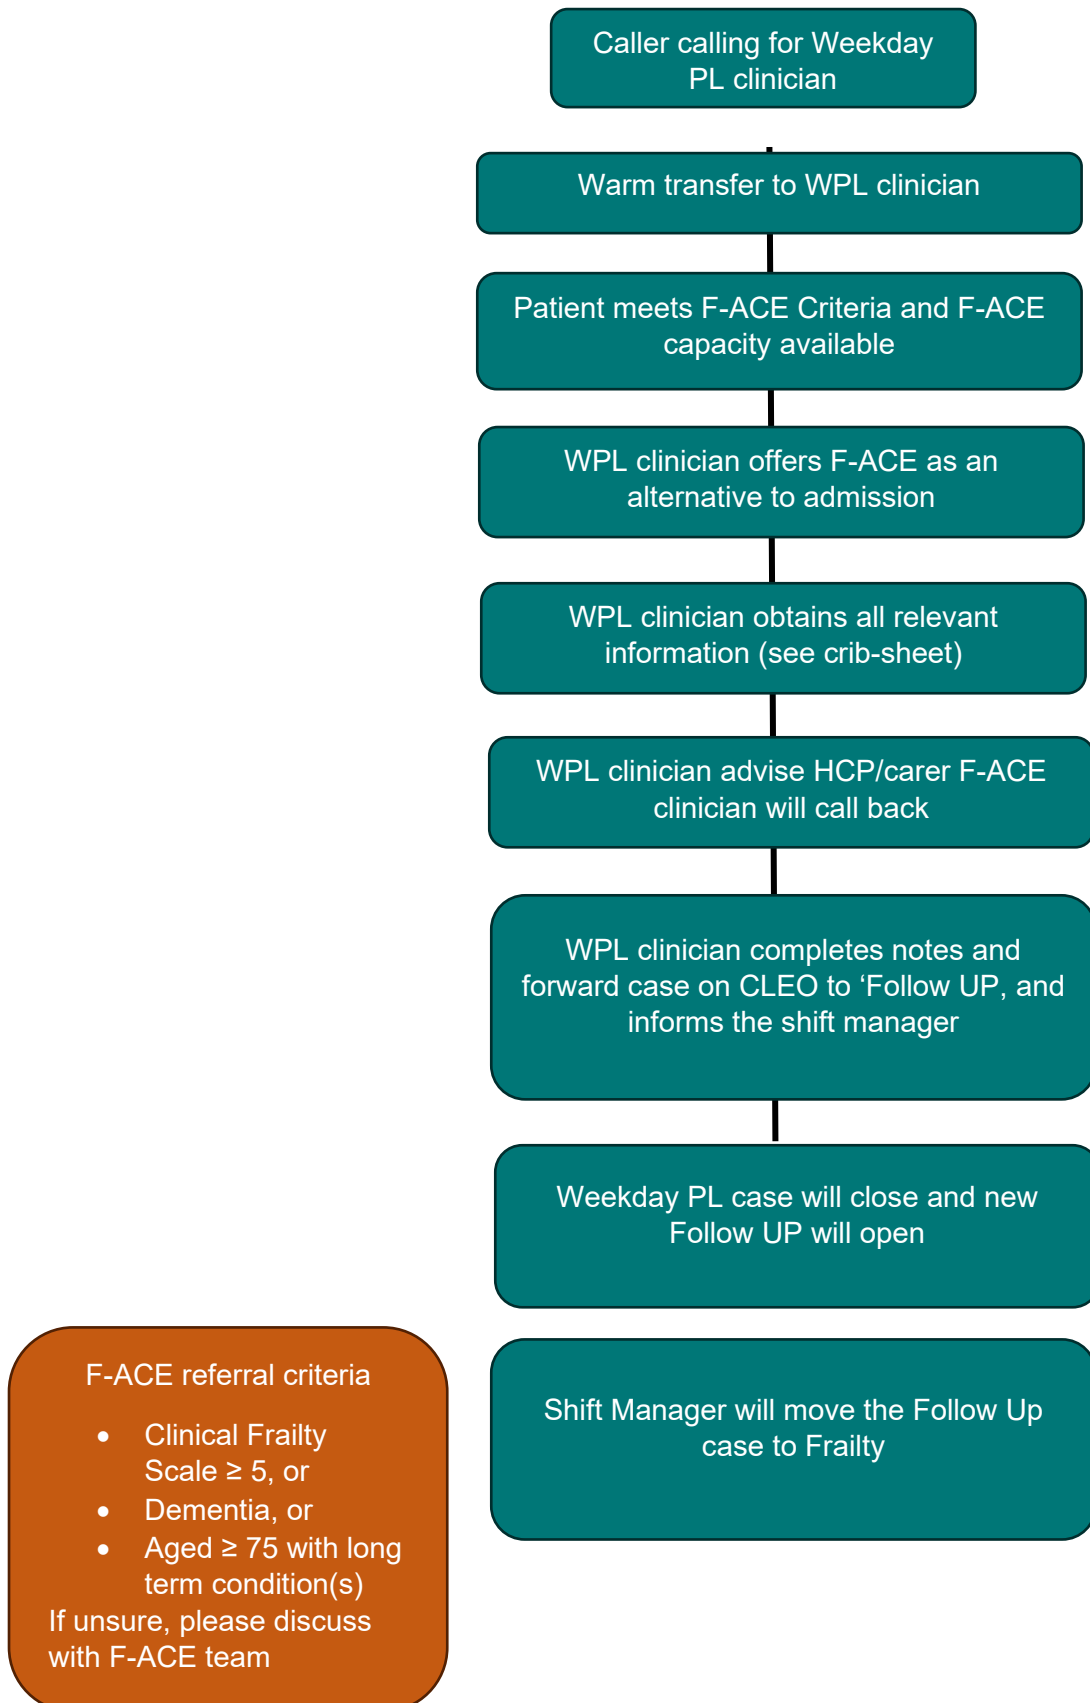 Caller calling for Weekday
PL clinician
Warm transfer to WPL clinician
Patient meets F-ACE Criteria and F-ACE
capacity available
WPL clinician offers F-ACE as an
alternative to admission
WPL clinician obtains all relevant
information (see crib-sheet)
WPL clinician advise HCP/carer F-ACE
clinician will call back
WPL clinician completes notes and
forward case on CLEO to ‘Follow UP, and
informs the shift manager
Weekday PL case will close and new
Follow UP will open
Shift Manager will move the Follow Up
case to Frailty
F-ACE referral criteria
• Clinical Frailty
Scale ≥ 5, or
• Dementia, or
• Aged ≥ 75 with long
term condition(s)
If unsure, please discuss
with F-ACE team